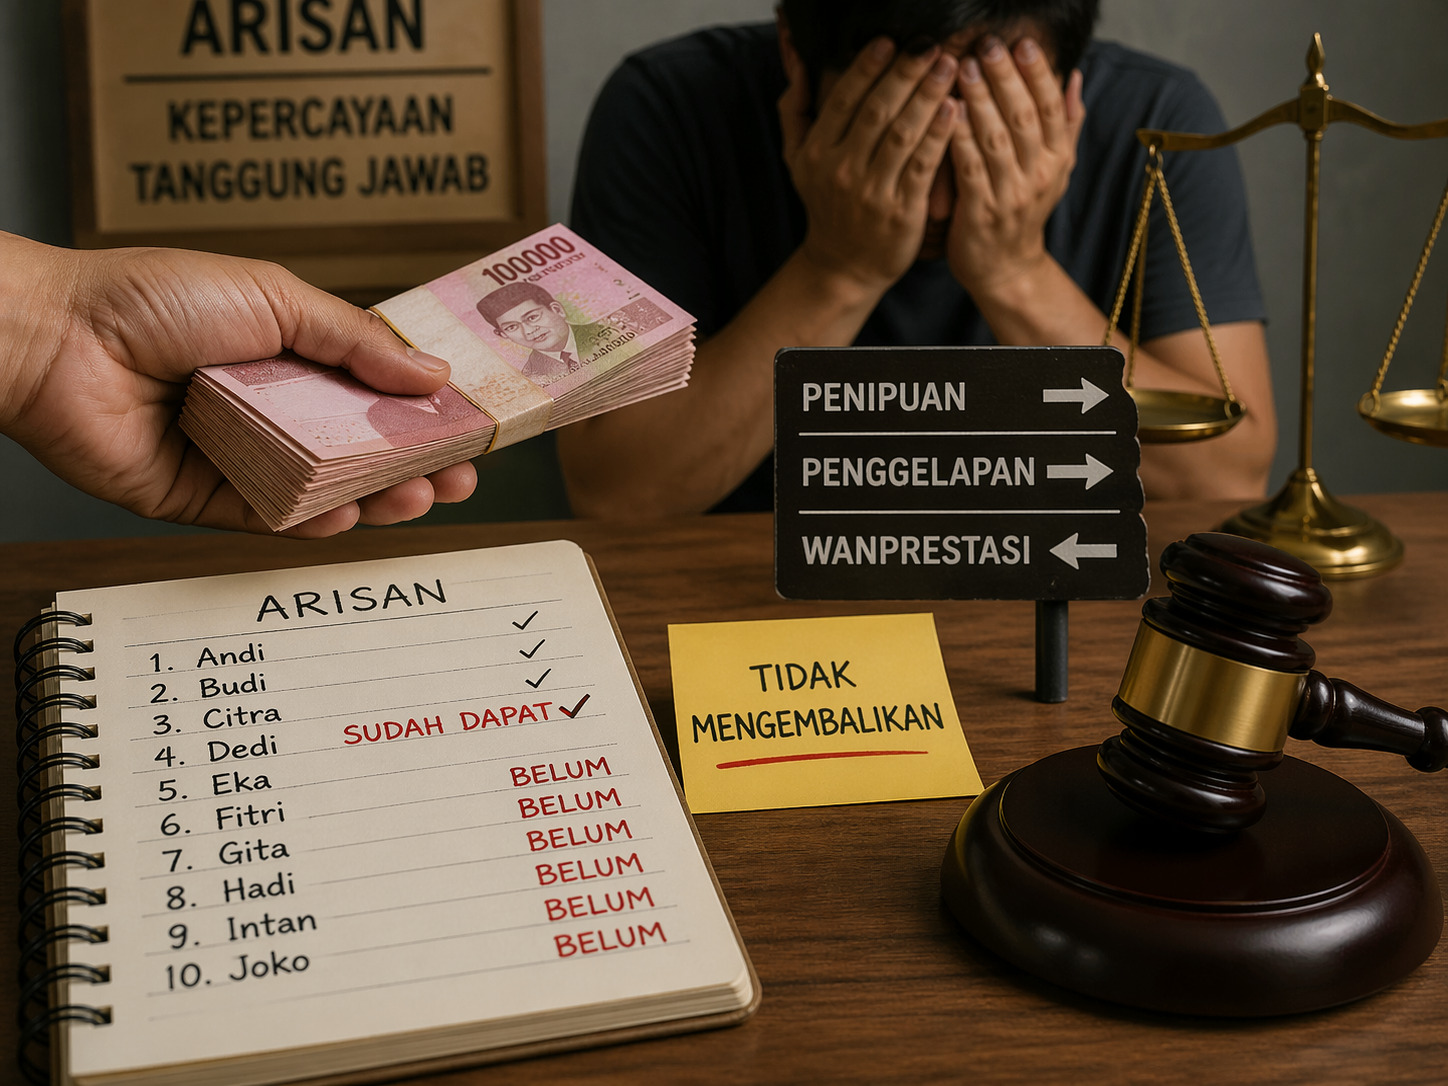 ARISAN
KEPERCAYAAN
TANGGUNG JAWAB
100000
PENIPUAN →
PENGGELAPAN →
WANPRESTASI ←
ARISAN
1. Andi ✓
2. Budi ✓
3. Citra ✓
4. Dedi SUDAH DAPAT ✓
5. Eka BELUM
6. Fitri BELUM
7. Gita BELUM
8. Hadi BELUM
9. Intan BELUM
10. Joko BELUM
TIDAK
MENGEMBALIKAN